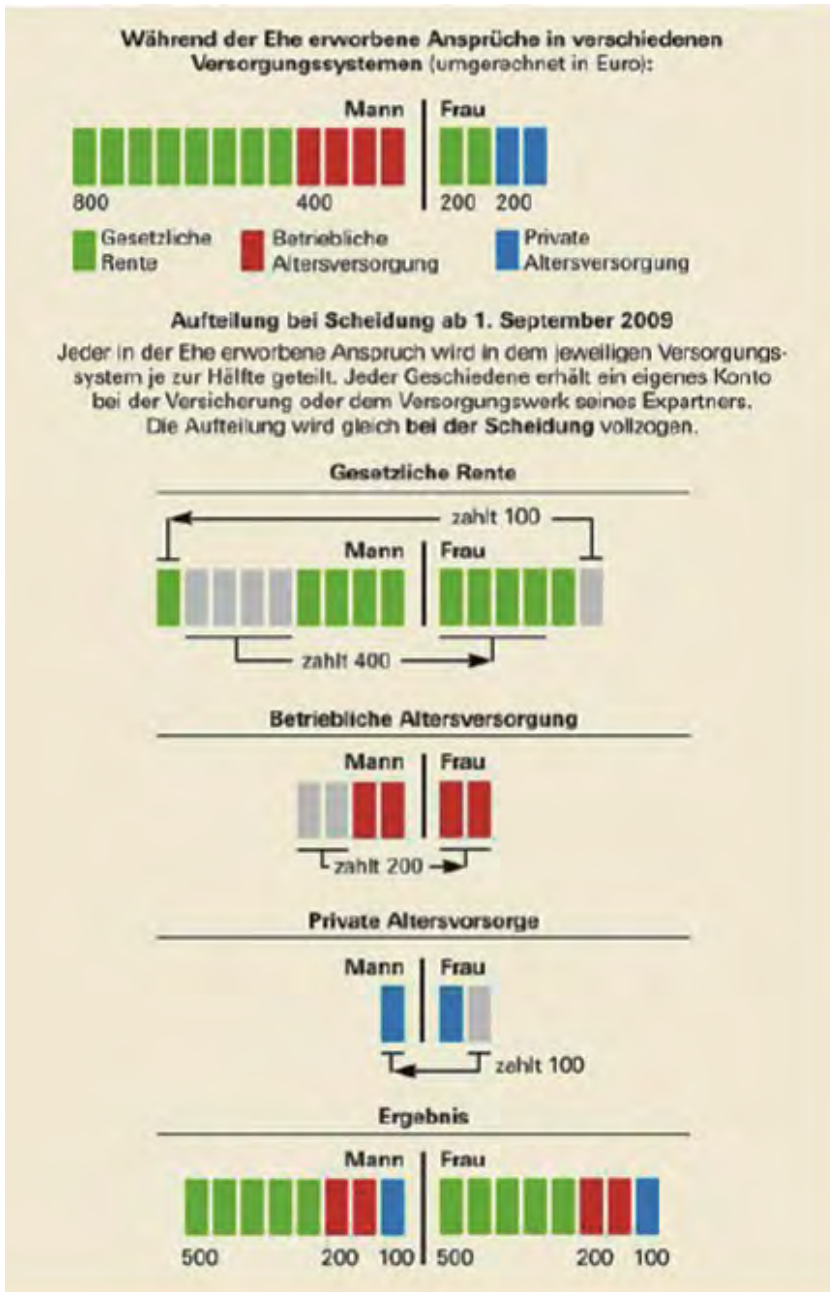 Während der Ehe erworbene Ansprüche in verschiedenen
Versorgungssystemen (umgerechnet in Euro):
Mann Frau
800 400 200 200
Gesetzliche Rente
Betriebliche Altersversorgung
Private Altersversorgung
Aufteilung bei Scheidung ab 1. September 2009
Jeder in der Ehe erworbene Anspruch wird in dem jeweiligen Versorgungs-
system je zur Hälfte geteilt. Jeder Geschiedene erhält ein eigenes Konto
bei der Versicherung oder dem Versorgungswerk seines Expartners.
Die Aufteilung wird gleich bei der Scheidung vollzogen.
Gesetzliche Rente
zahlt 100
Mann Frau
zahlt 400
Betriebliche Altersversorgung
Mann Frau
zahlt 200
Private Altersvorsorge
Mann Frau
zahlt 100
Ergebnis
Mann Frau
500 200 100 500 200 100